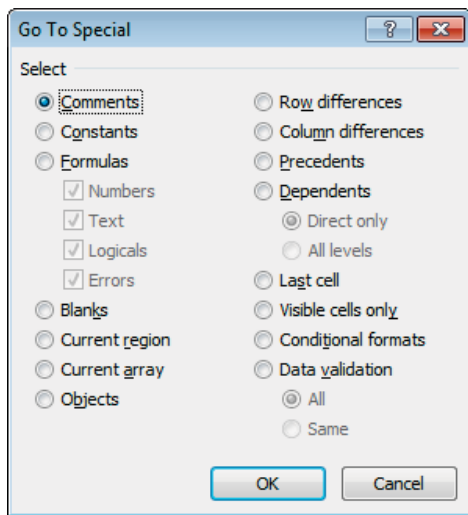 Go To Special
Select
Comments
Constants
Formulas
Numbers
Text
Logicals
Errors
Blanks
Current region
Current array
Objects
Row differences
Column differences
Precedents
Dependents
Direct only
All levels
Last cell
Visible cells only
Conditional formats
Data validation
All
Same
OK
Cancel